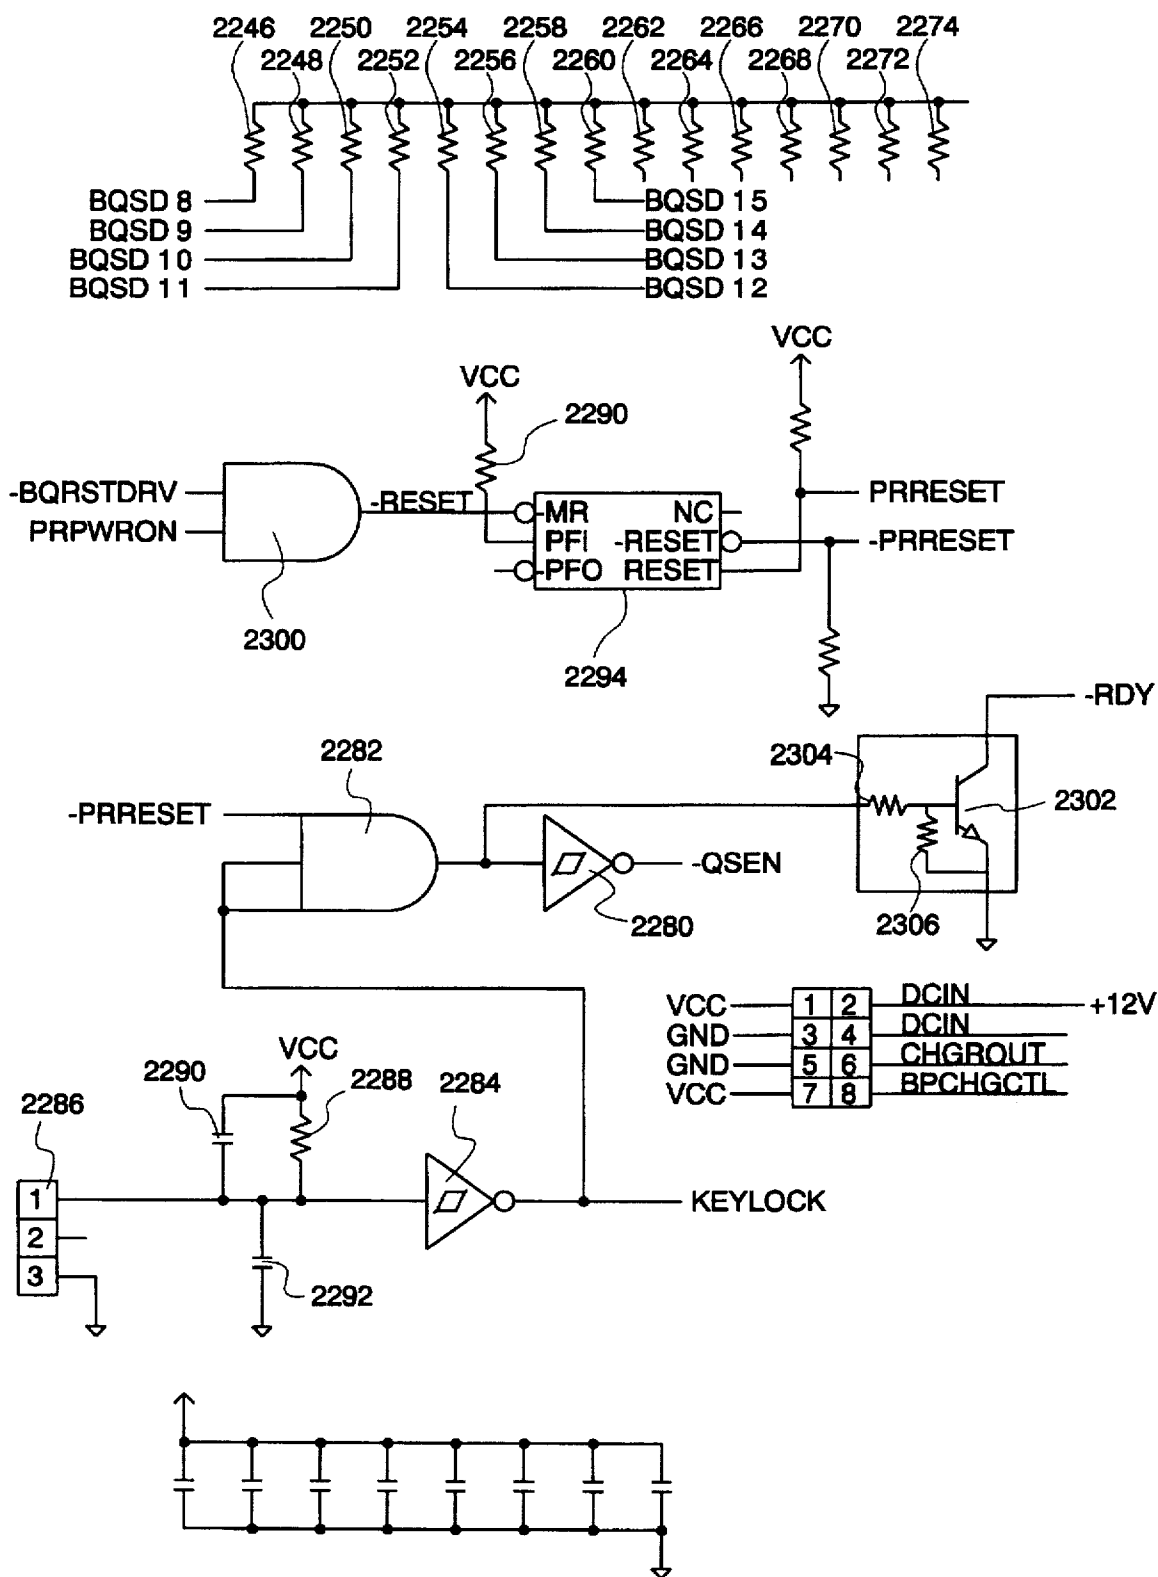 2246 2250 2254 2258 2262 2266 2270 2274
2248 2252 2256 2260 2264 2268 2272
BQSD 8 BQSD 15
BQSD 9 BQSD 14
BQSD 10 BQSD 13
BQSD 11 BQSD 12
VCC
VCC
2290
-BQRSTDRV -RESET -MR NC PRRESET
PRPWRON PFI -RESET -PRRESET
-PFO RESET
2300
2294
-RDY
2282 2304
-PRRESET 2302
-QSEN
2280 2306
VCC 1 2 DCIN +12V
GND 3 4 DCIN
GND 5 6 CHGROUT
VCC 7 8 BPCHGCTL
VCC
2290 2288 2284
2286
1 KEYLOCK
2
3 2292